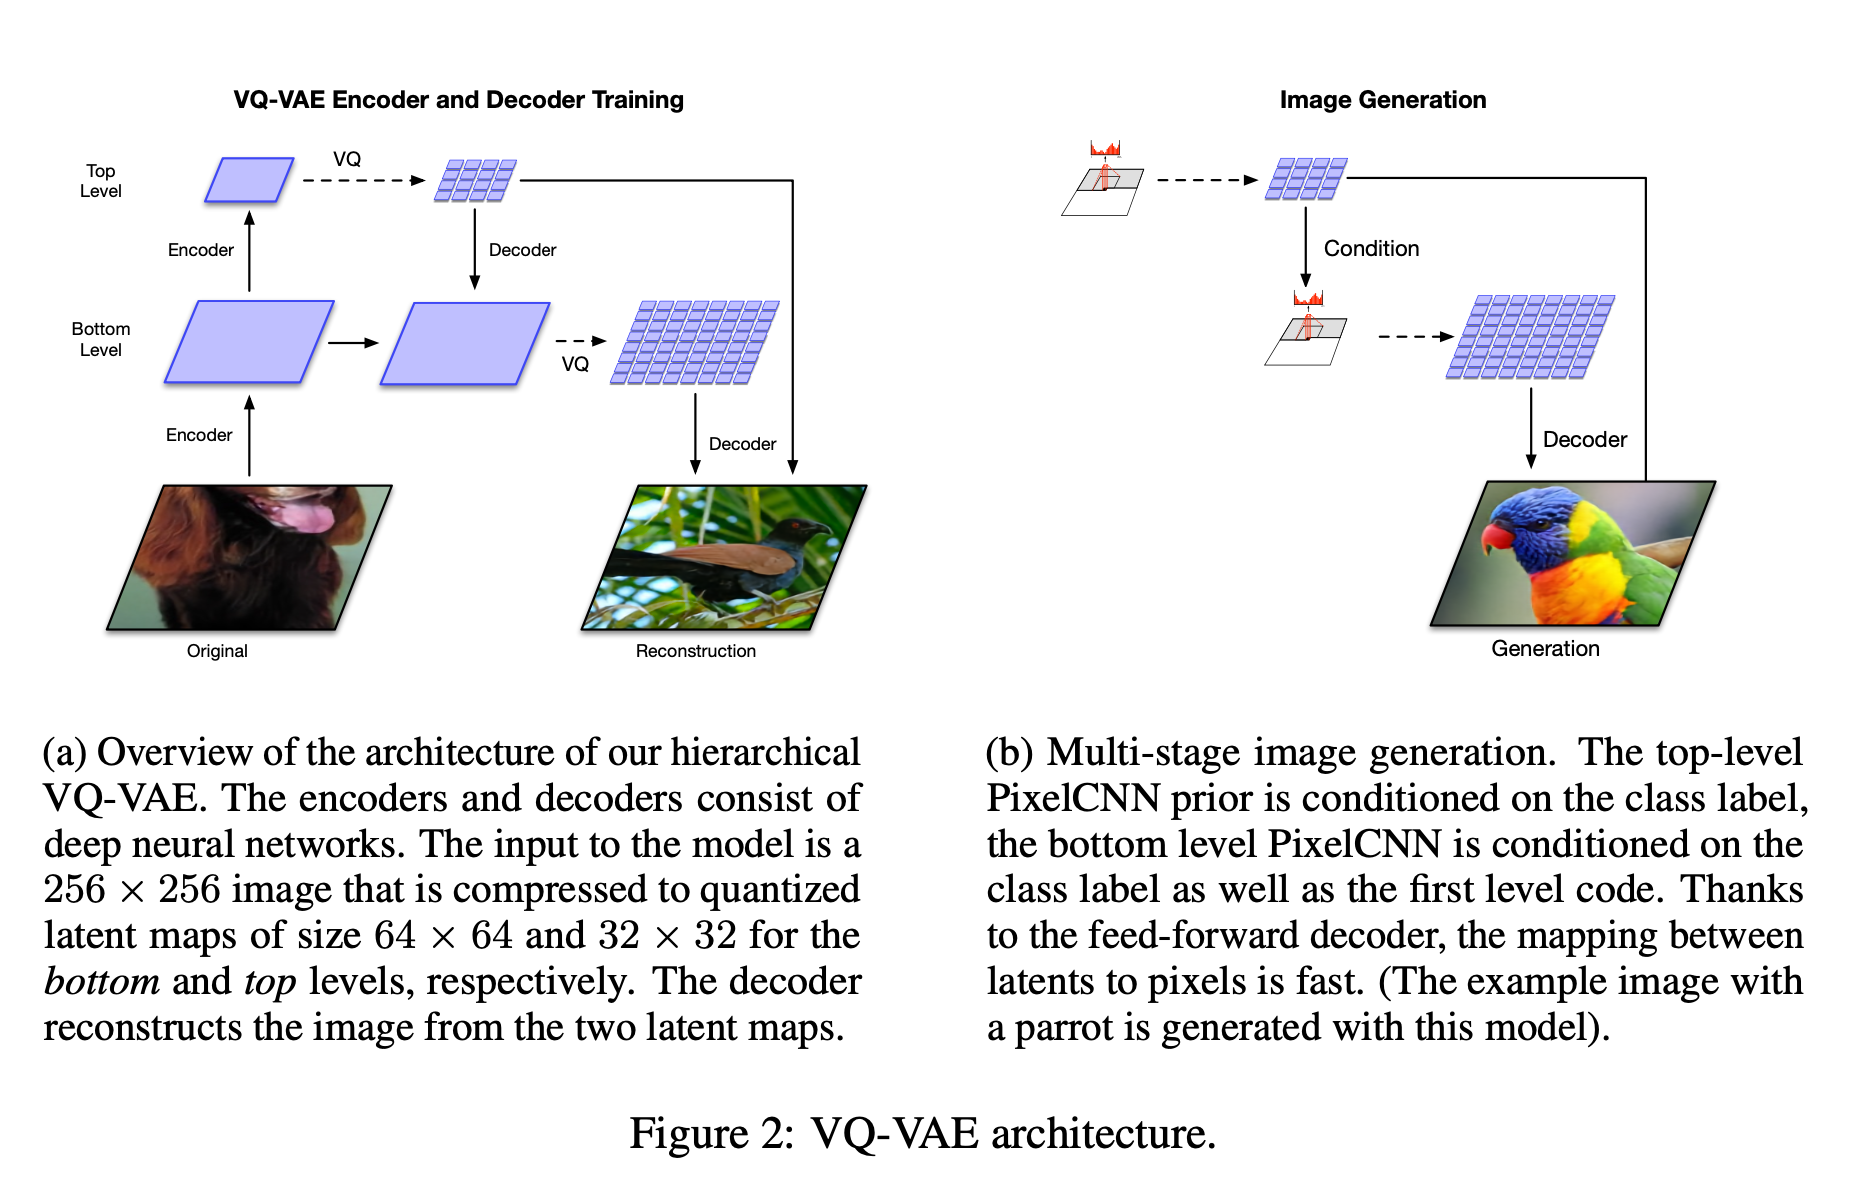 VQ-VAE Encoder and Decoder Training
Top
Level
VQ
Encoder
Decoder
Bottom
Level
VQ
Encoder
Decoder
Original
Reconstruction
Image Generation
Condition
Decoder
Generation
(a) Overview of the architecture of our hierarchical
VQ-VAE. The encoders and decoders consist of
deep neural networks. The input to the model is a
256 × 256 image that is compressed to quantized
latent maps of size 64 × 64 and 32 × 32 for the
bottom and top levels, respectively. The decoder
reconstructs the image from the two latent maps.
(b) Multi-stage image generation. The top-level
PixelCNN prior is conditioned on the class label,
the bottom level PixelCNN is conditioned on the
class label as well as the first level code. Thanks
to the feed-forward decoder, the mapping between
latents to pixels is fast. (The example image with
a parrot is generated with this model).
Figure 2: VQ-VAE architecture.